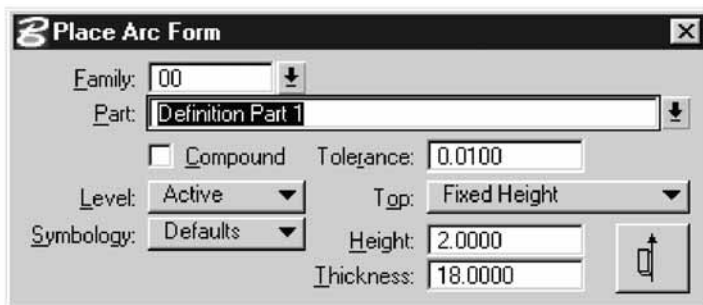 Place Arc Form
Family: 00
Part: Definition Part 1
Compound Tolerance: 0.0100
Level: Active Top: Fixed Height
Symbology: Defaults Height: 2.0000
Thickness: 18.0000